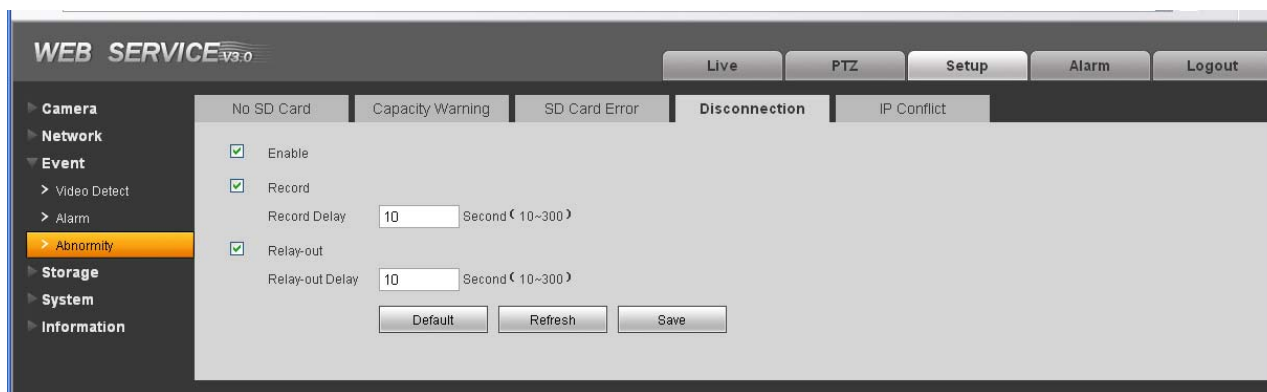 WEB SERVICE V3.0
Live PTZ Setup Alarm Logout
Camera
Network
Event
> Video Detect
> Alarm
> Abnormity
Storage
System
Information
No SD Card Capacity Warning SD Card Error Disconnection IP Conflict
Enable
Record
Record Delay 10 Second ( 10~300 )
Relay-out
Relay-out Delay 10 Second ( 10~300 )
Default Refresh Save